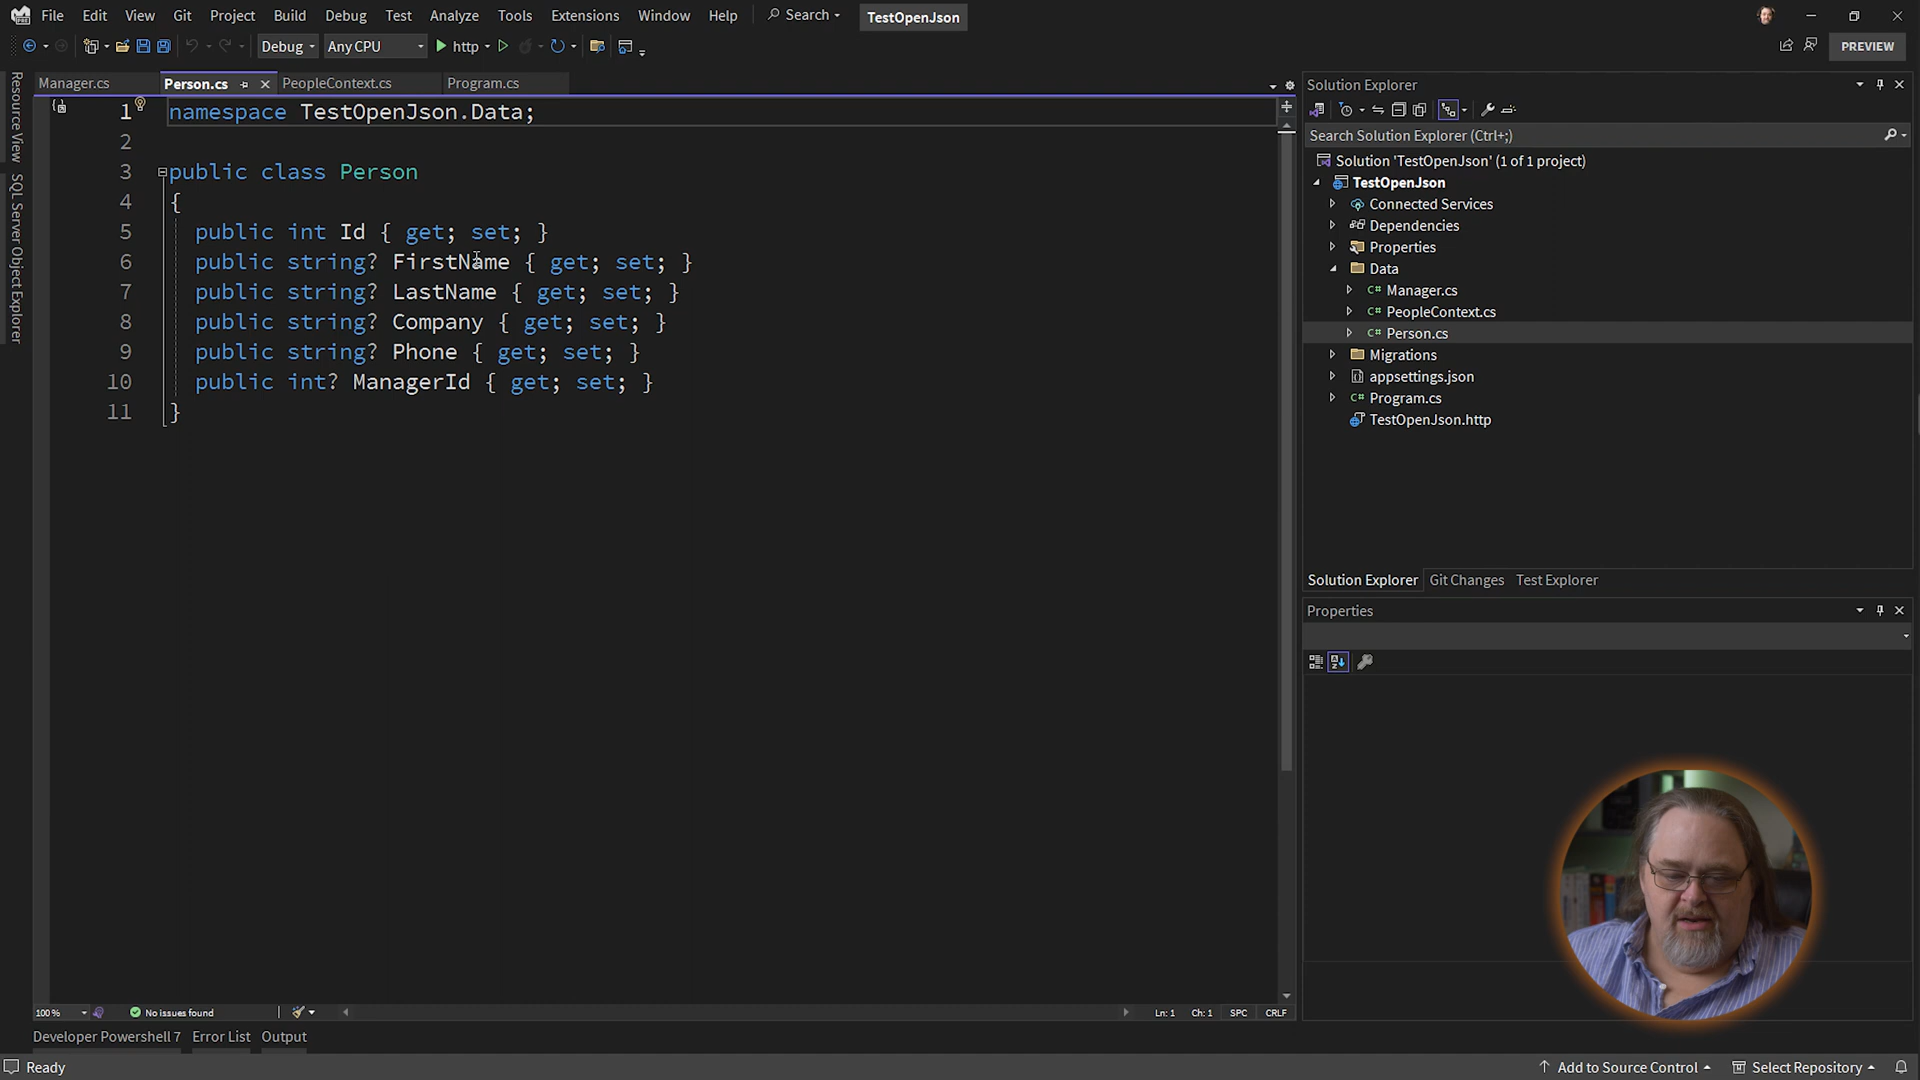 File Edit View Git Project Build Debug Test Analyze Tools Extensions Window Help Search TestOpenJson
Debug Any CPU http PREVIEW
Resource View
SQL Server Object Explorer
Manager.cs Person.cs PeopleContext.cs Program.cs
1 namespace TestOpenJson.Data;
2
3 public class Person
4 {
5 public int Id { get; set; }
6 public string? FirstName { get; set; }
7 public string? LastName { get; set; }
8 public string? Company { get; set; }
9 public string? Phone { get; set; }
10 public int? ManagerId { get; set; }
11 }
100 % No issues found Ln: 1 Ch: 1 SPC CRLF
Developer Powershell 7 Error List Output
Solution Explorer
Search Solution Explorer (Ctrl+;)
Solution 'TestOpenJson' (1 of 1 project)
TestOpenJson
Connected Services
Dependencies
Properties
Data
C# Manager.cs
C# PeopleContext.cs
C# Person.cs
Migrations
appsettings.json
C# Program.cs
TestOpenJson.http
Solution Explorer Git Changes Test Explorer
Properties
Ready Add to Source Control Select Repository